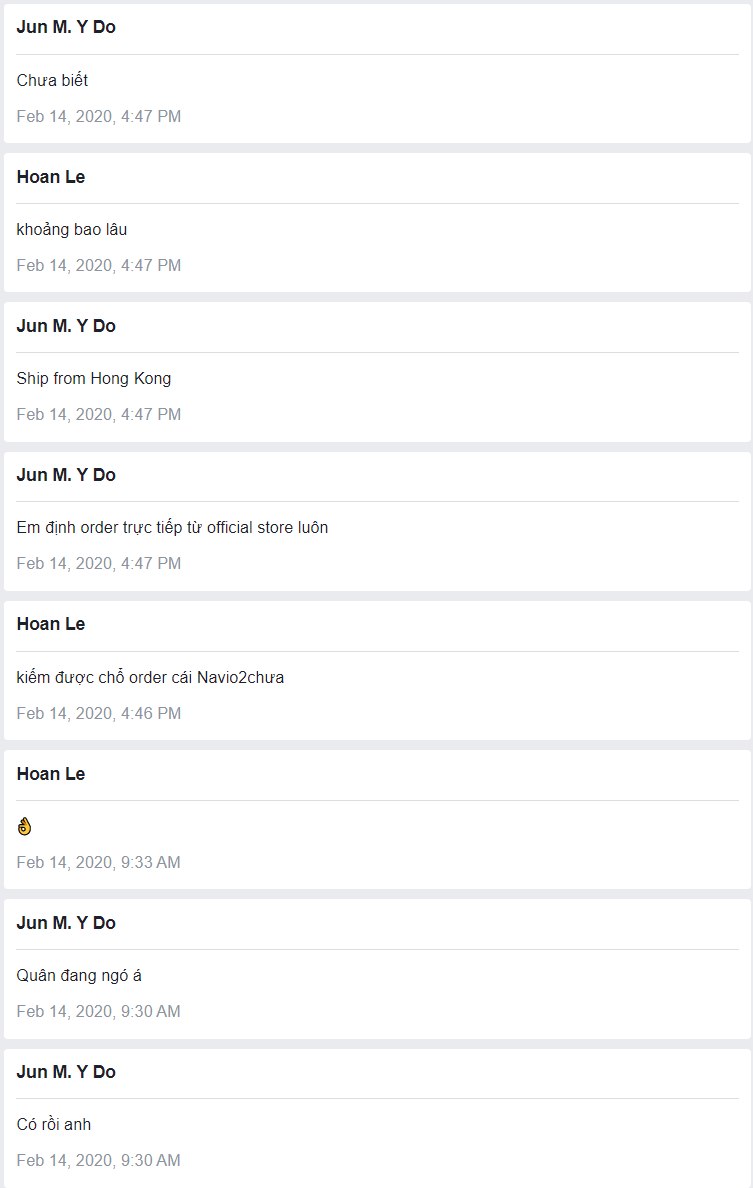 Jun M. Y Do
Chưa biết
Feb 14, 2020, 4:47 PM
Hoan Le
khoảng bao lâu
Feb 14, 2020, 4:47 PM
Jun M. Y Do
Ship from Hong Kong
Feb 14, 2020, 4:47 PM
Jun M. Y Do
Em định order trực tiếp từ official store luôn
Feb 14, 2020, 4:47 PM
Hoan Le
kiếm được chổ order cái Navio2chưa
Feb 14, 2020, 4:46 PM
Hoan Le
👌
Feb 14, 2020, 9:33 AM
Jun M. Y Do
Quân đang ngó á
Feb 14, 2020, 9:30 AM
Jun M. Y Do
Có rồi anh
Feb 14, 2020, 9:30 AM